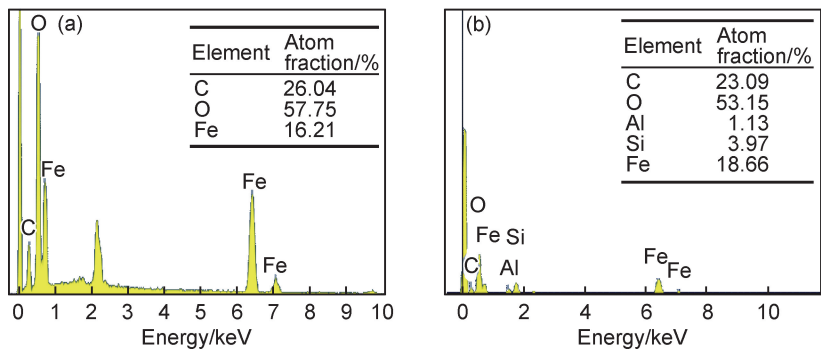 (a)
Element Atom fraction/%
C 26.04
O 57.75
Fe 16.21
O
Fe
C
Fe
Fe
0 1 2 3 4 5 6 7 8 9 10
Energy/keV
(b)
Element Atom fraction/%
C 23.09
O 53.15
Al 1.13
Si 3.97
Fe 18.66
O
Fe Si
C Al
Fe
Fe
0 2 4 6 8 10
Energy/keV